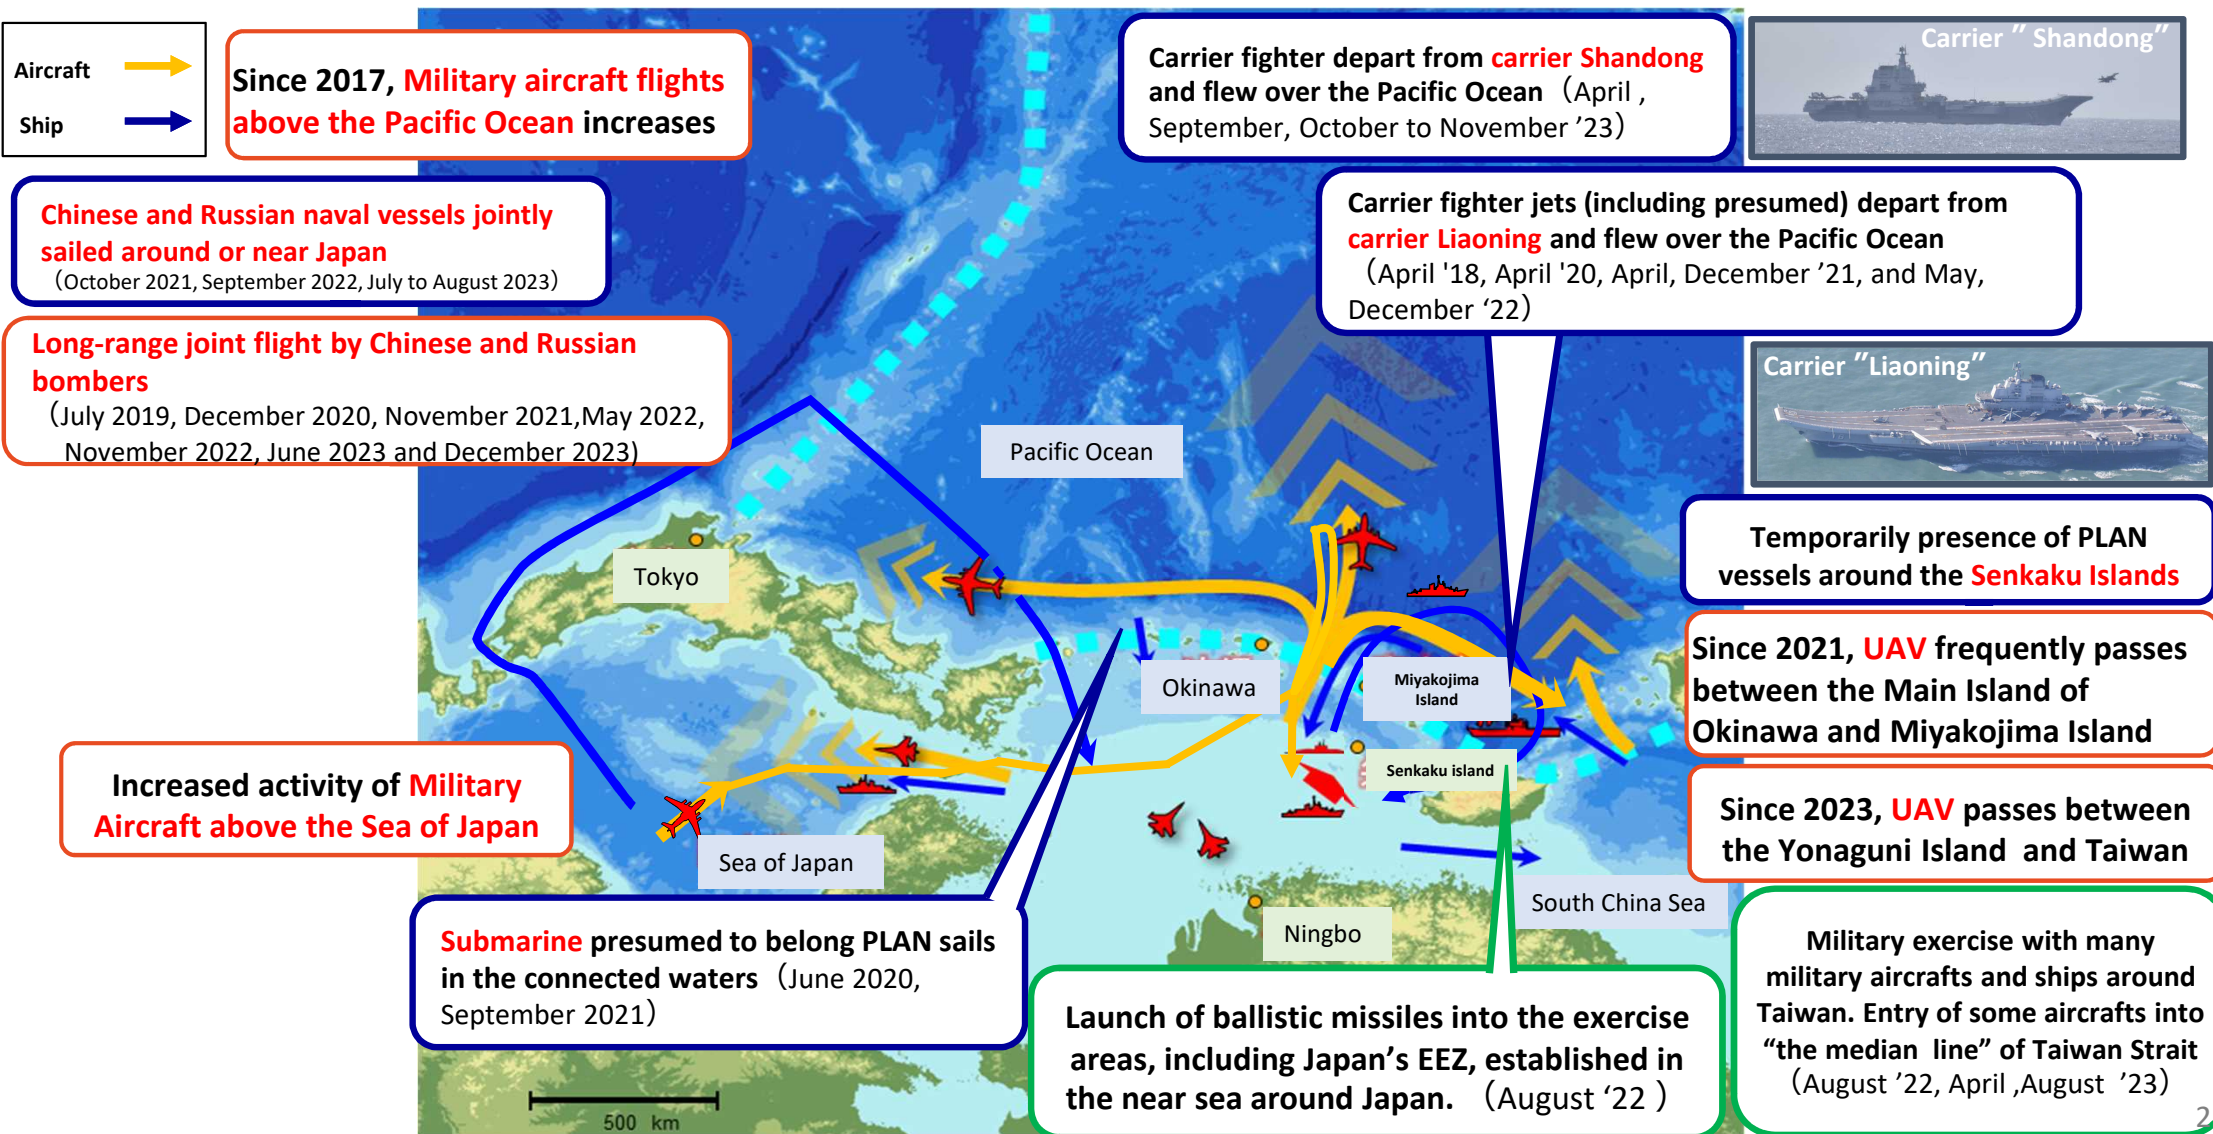 Aircraft
Ship
Since 2017, Military aircraft flights
above the Pacific Ocean increases
Chinese and Russian naval vessels jointly
sailed around or near Japan
（October 2021, September 2022, July to August 2023）
Long-range joint flight by Chinese and Russian
bombers
（July 2019, December 2020, November 2021,May 2022,
November 2022, June 2023 and December 2023)
Carrier fighter depart from carrier Shandong
and flew over the Pacific Ocean（April ,
September, October to November ’23）
Carrier ” Shandong”
Carrier fighter jets (including presumed) depart from
carrier Liaoning and flew over the Pacific Ocean
（April '18, April '20, April, December ’21, and May,
December ‘22）
Carrier ”Liaoning”
Pacific Ocean
Tokyo
Okinawa
Miyakojima
Island
Senkaku island
Sea of Japan
Ningbo
South China Sea
Temporarily presence of PLAN
vessels around the Senkaku Islands
Since 2021, UAV frequently passes
between the Main Island of
Okinawa and Miyakojima Island
Since 2023, UAV passes between
the Yonaguni Island and Taiwan
Increased activity of Military
Aircraft above the Sea of Japan
Submarine presumed to belong PLAN sails
in the connected waters（June 2020,
September 2021）
Launch of ballistic missiles into the exercise
areas, including Japan’s EEZ, established in
the near sea around Japan.（August ‘22 ）
Military exercise with many
military aircrafts and ships around
Taiwan. Entry of some aircrafts into
“the median line” of Taiwan Strait
（August ’22, April ,August ’23）
500 km
2